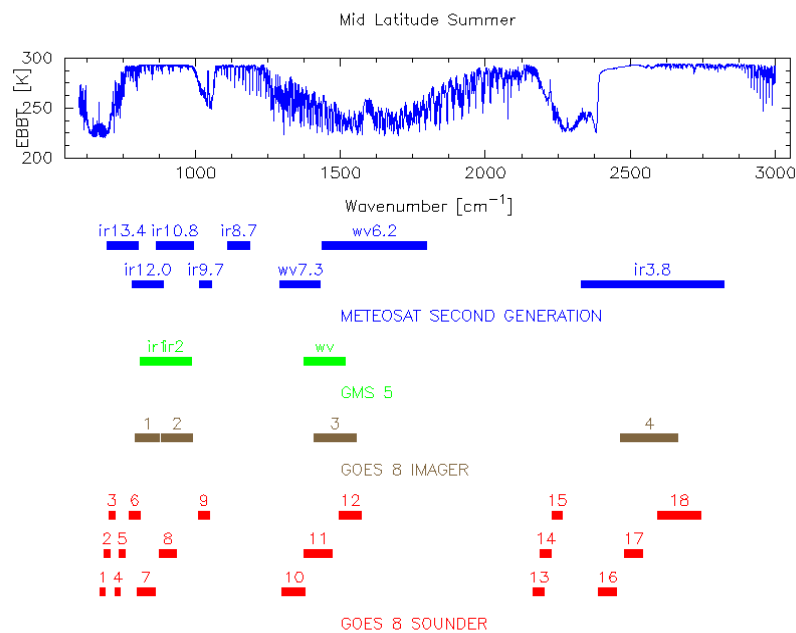 Mid Latitude Summer
EBBT [K]
300
250
200
1000 1500 2000 2500 3000
Wavenumber [cm-1]
ir13.4 ir10.8 ir8.7 wv6.2
ir12.0 ir9.7 wv7.3 ir3.8
METEOSAT SECOND GENERATION
ir1 ir2 wv
GMS 5
1 2 3 4
GOES 8 IMAGER
3 6 9 12 15 18
2 5 8 11 14 17
1 4 7 10 13 16
GOES 8 SOUNDER